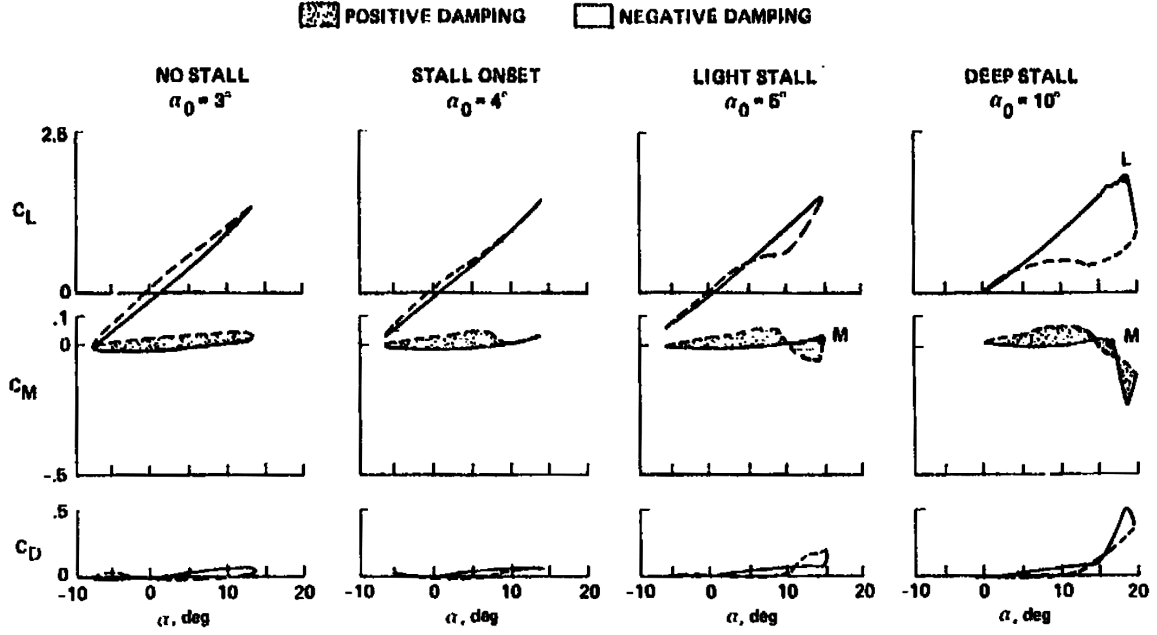 POSITIVE DAMPING NEGATIVE DAMPING
NO STALL STALL ONSET LIGHT STALL DEEP STALL
α0 = 3° α0 = 4° α0 = 5° α0 = 10°
2.5
L
CL
0
.1
0
M M
CM
-.5
.5
CD
0
-10 0 10 20 -10 0 10 20 -10 0 10 20 -10 0 10 20
α, deg α, deg α, deg α, deg